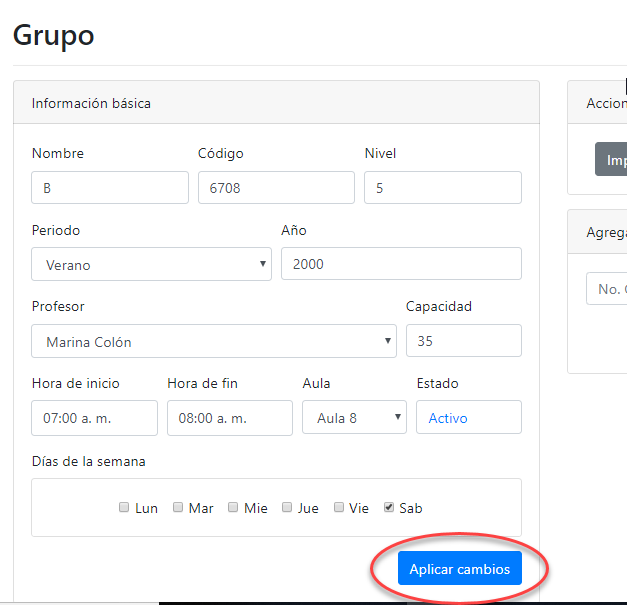 Grupo
Información básica
Nombre Código Nivel
B 6708 5
Periodo Año
Verano 2000
Profesor Capacidad
Marina Colón 35
Hora de inicio Hora de fin Aula Estado
07:00 a. m. 08:00 a. m. Aula 8 Activo
Días de la semana
Lun Mar Mie Jue Vie Sab
Aplicar cambios
Accion
Imp
Agrega
No.